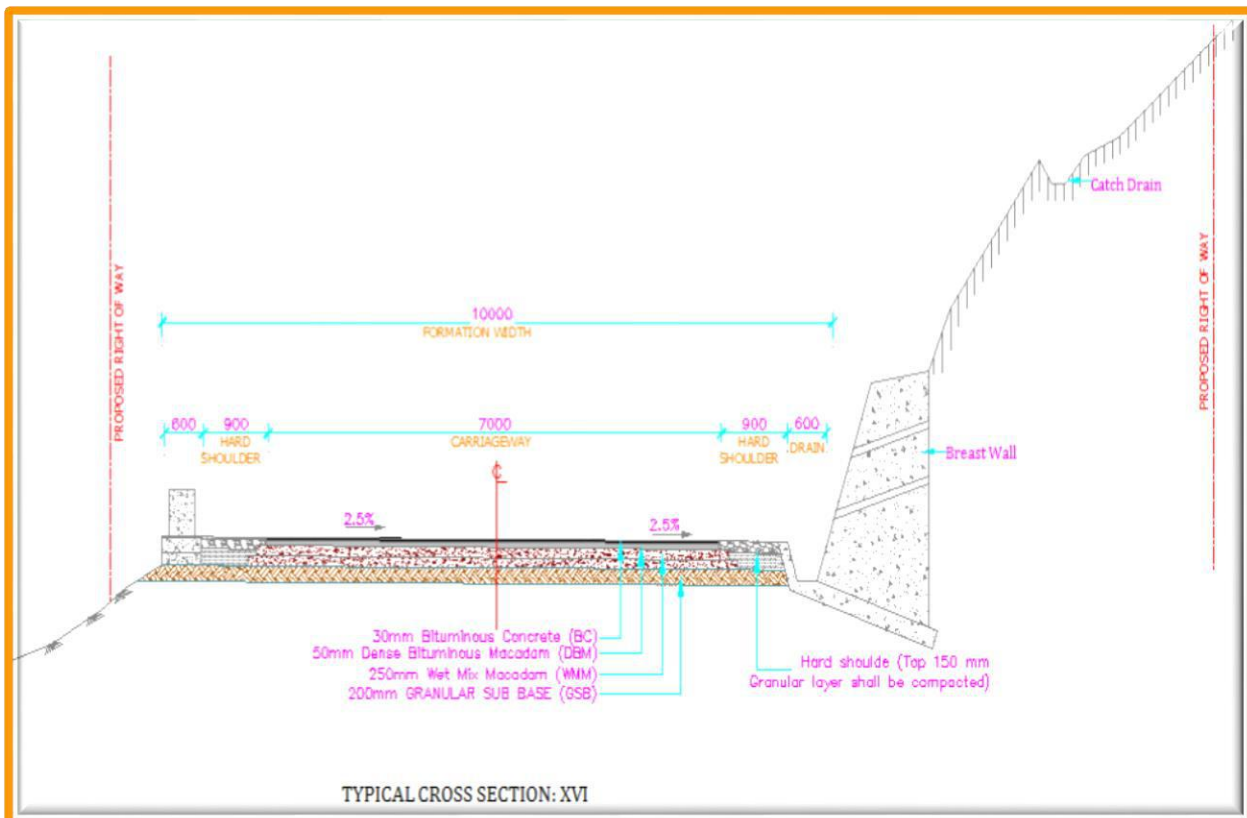 Catch Drain
PROPOSED RIGHT OF WAY
PROPOSED RIGHT OF WAY
10000
FORMATION WIDTH
600
900
7000
900
600
HARD
SHOULDER
CARRIAGEWAY
HARD
SHOULDER
DRAIN
Breast Wall
2.5%
2.5%
30mm Bituminous Concrete (BC)
50mm Dense Bituminous Macadam (DBM)
250mm Wet Mix Macadam (WMM)
200mm GRANULAR SUB BASE (GSB)
Hard shoulde (Top 150 mm
Granular layer shall be compacted)
TYPICAL CROSS SECTION: XVI